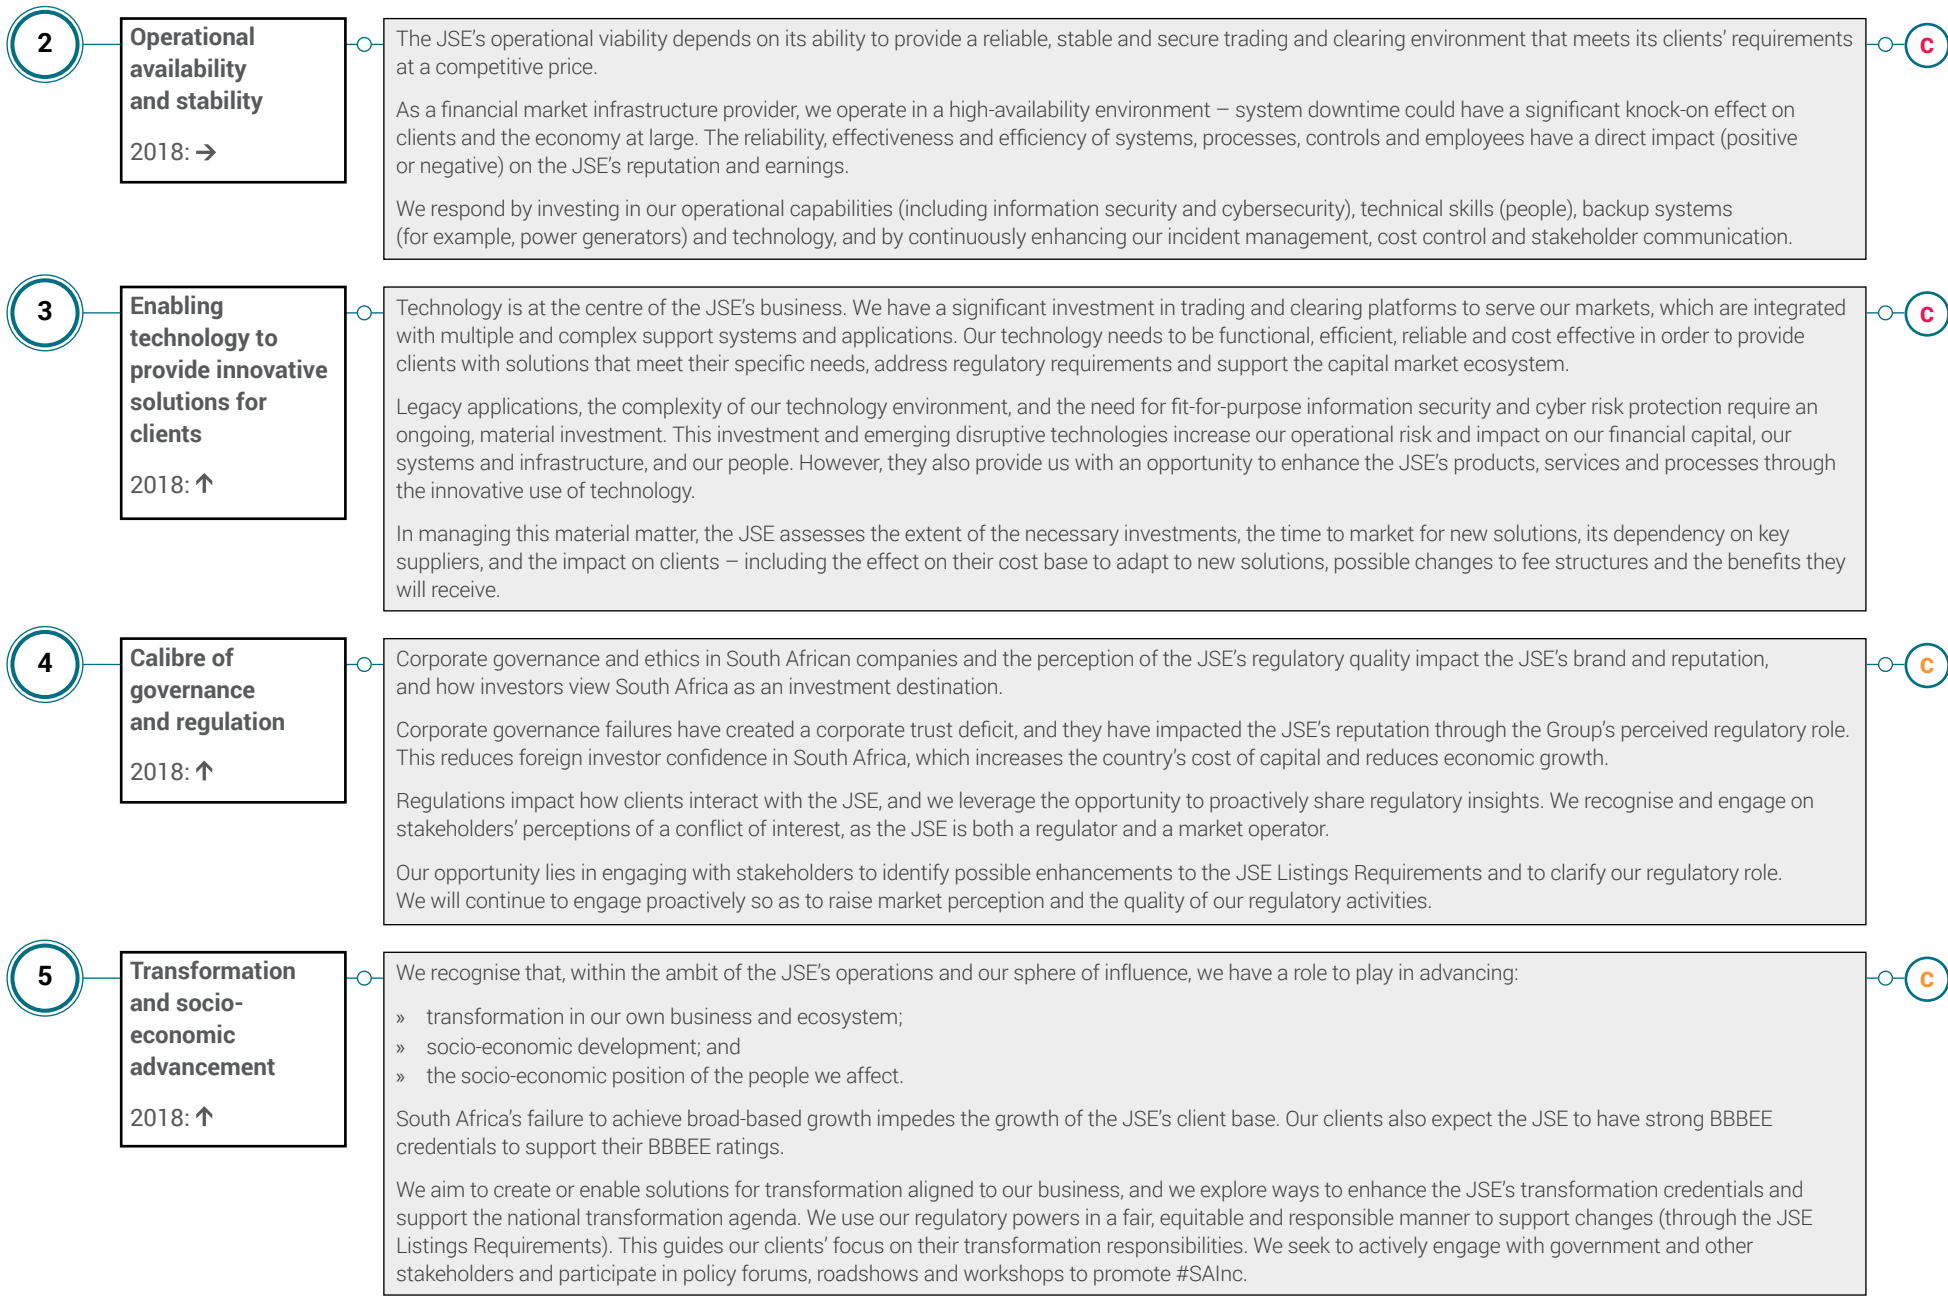 2
Operational
availability
and stability
2018: →
The JSE’s operational viability depends on its ability to provide a reliable, stable and secure trading and clearing environment that meets its clients’ requirements
at a competitive price.
As a financial market infrastructure provider, we operate in a high-availability environment – system downtime could have a significant knock-on effect on
clients and the economy at large. The reliability, effectiveness and efficiency of systems, processes, controls and employees have a direct impact (positive
or negative) on the JSE’s reputation and earnings.
We respond by investing in our operational capabilities (including information security and cybersecurity), technical skills (people), backup systems
(for example, power generators) and technology, and by continuously enhancing our incident management, cost control and stakeholder communication.
C
3
Enabling
technology to
provide innovative
solutions for
clients
2018: ↑
Technology is at the centre of the JSE’s business. We have a significant investment in trading and clearing platforms to serve our markets, which are integrated
with multiple and complex support systems and applications. Our technology needs to be functional, efficient, reliable and cost effective in order to provide
clients with solutions that meet their specific needs, address regulatory requirements and support the capital market ecosystem.
Legacy applications, the complexity of our technology environment, and the need for fit-for-purpose information security and cyber risk protection require an
ongoing, material investment. This investment and emerging disruptive technologies increase our operational risk and impact on our financial capital, our
systems and infrastructure, and our people. However, they also provide us with an opportunity to enhance the JSE’s products, services and processes through
the innovative use of technology.
In managing this material matter, the JSE assesses the extent of the necessary investments, the time to market for new solutions, its dependency on key
suppliers, and the impact on clients – including the effect on their cost base to adapt to new solutions, possible changes to fee structures and the benefits they
will receive.
C
4
Calibre of
governance
and regulation
2018: ↑
Corporate governance and ethics in South African companies and the perception of the JSE’s regulatory quality impact the JSE’s brand and reputation,
and how investors view South Africa as an investment destination.
Corporate governance failures have created a corporate trust deficit, and they have impacted the JSE’s reputation through the Group’s perceived regulatory role.
This reduces foreign investor confidence in South Africa, which increases the country’s cost of capital and reduces economic growth.
Regulations impact how clients interact with the JSE, and we leverage the opportunity to proactively share regulatory insights. We recognise and engage on
stakeholders’ perceptions of a conflict of interest, as the JSE is both a regulator and a market operator.
Our opportunity lies in engaging with stakeholders to identify possible enhancements to the JSE Listings Requirements and to clarify our regulatory role.
We will continue to engage proactively so as to raise market perception and the quality of our regulatory activities.
C
5
Transformation
and socio-
economic
advancement
2018: ↑
We recognise that, within the ambit of the JSE’s operations and our sphere of influence, we have a role to play in advancing:
» transformation in our own business and ecosystem;
» socio-economic development; and
» the socio-economic position of the people we affect.
South Africa’s failure to achieve broad-based growth impedes the growth of the JSE’s client base. Our clients also expect the JSE to have strong BBBEE
credentials to support their BBBEE ratings.
We aim to create or enable solutions for transformation aligned to our business, and we explore ways to enhance the JSE’s transformation credentials and
support the national transformation agenda. We use our regulatory powers in a fair, equitable and responsible manner to support changes (through the JSE
Listings Requirements). This guides our clients’ focus on their transformation responsibilities. We seek to actively engage with government and other
stakeholders and participate in policy forums, roadshows and workshops to promote #SAInc.
C